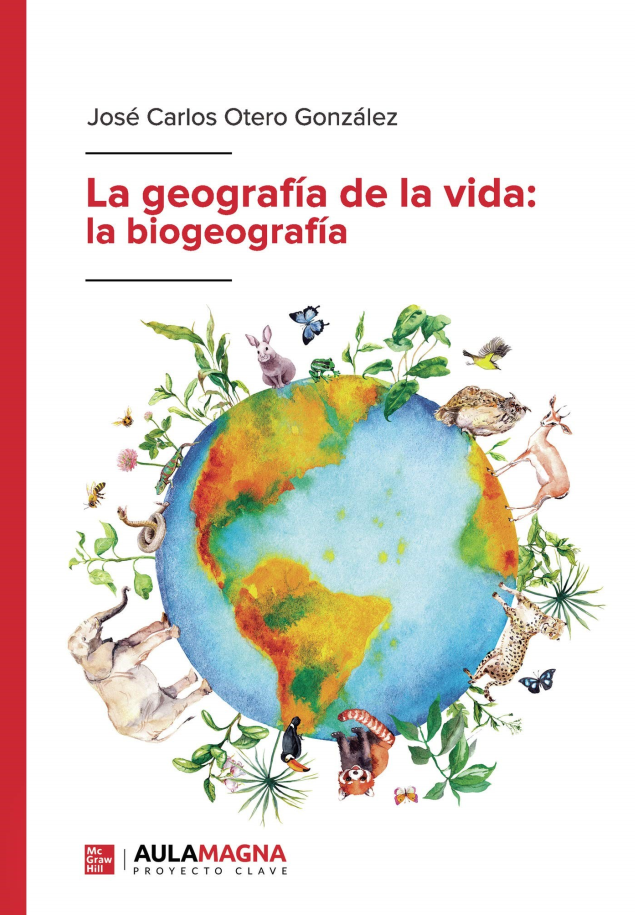 José Carlos Otero González
La geografía de la vida:
la biogeografía
Mc
Graw
Hill
AULAMAGNA
PROYECTO CLAVE